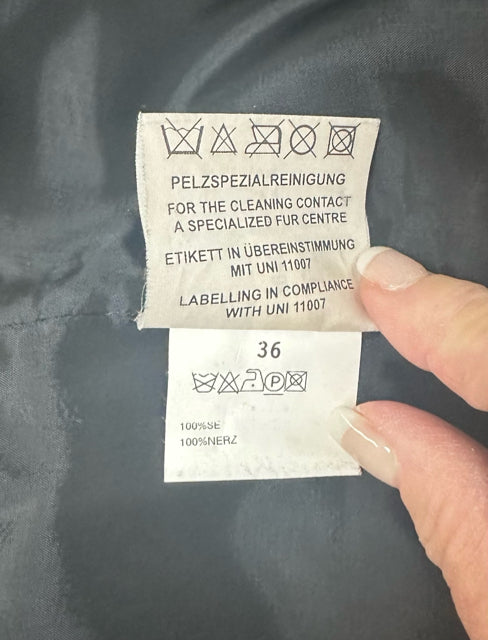 PELZSPEZIALREINIGUNG
FOR THE CLEANING CONTACT
A SPECIALIZED FUR CENTRE
ETIKETT IN ÜBEREINSTIMMUNG
MIT UNI 11007
LABELLING IN COMPLIANCE
WITH UNI 11007
36
P
100%SE
100%NERZ